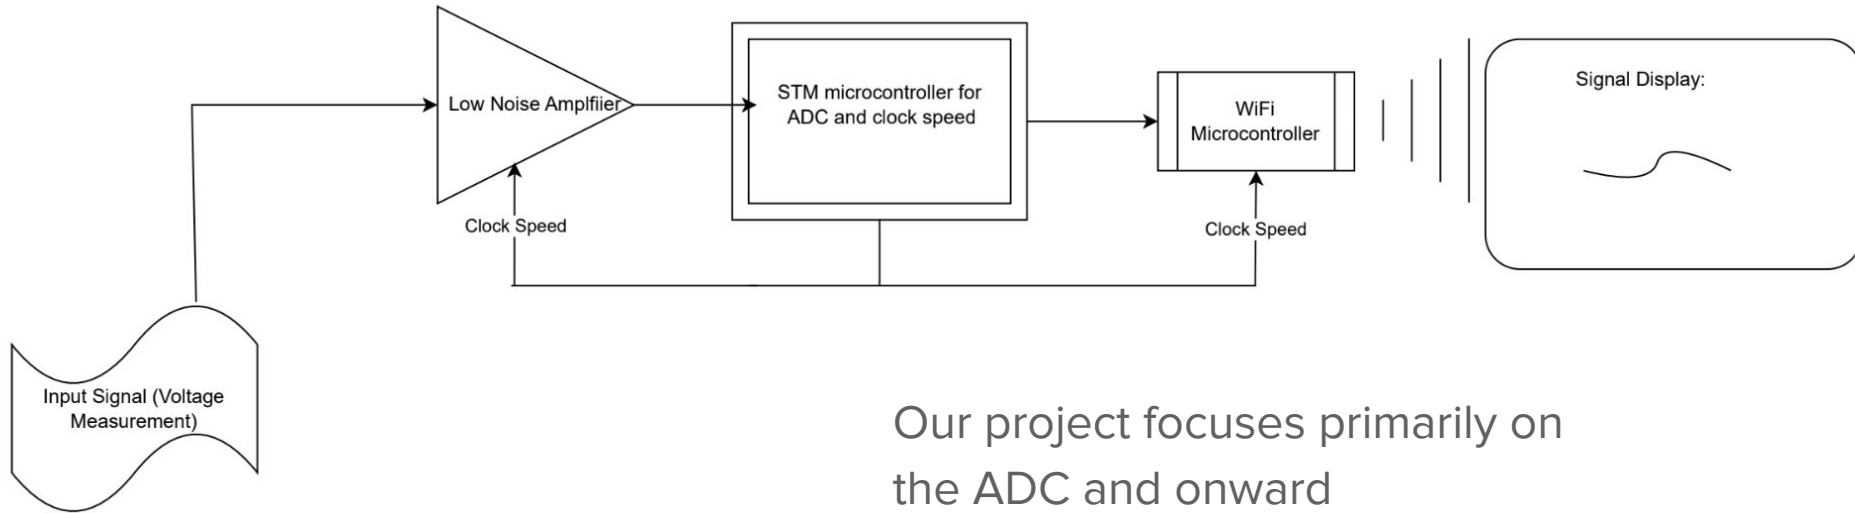 Low Noise Amplfiier
STM microcontroller for
ADC and clock speed
WiFi
Microcontroller
Signal Display:
Clock Speed
Clock Speed
Input Signal (Voltage
Measurement)
Our project focuses primarily on
the ADC and onward